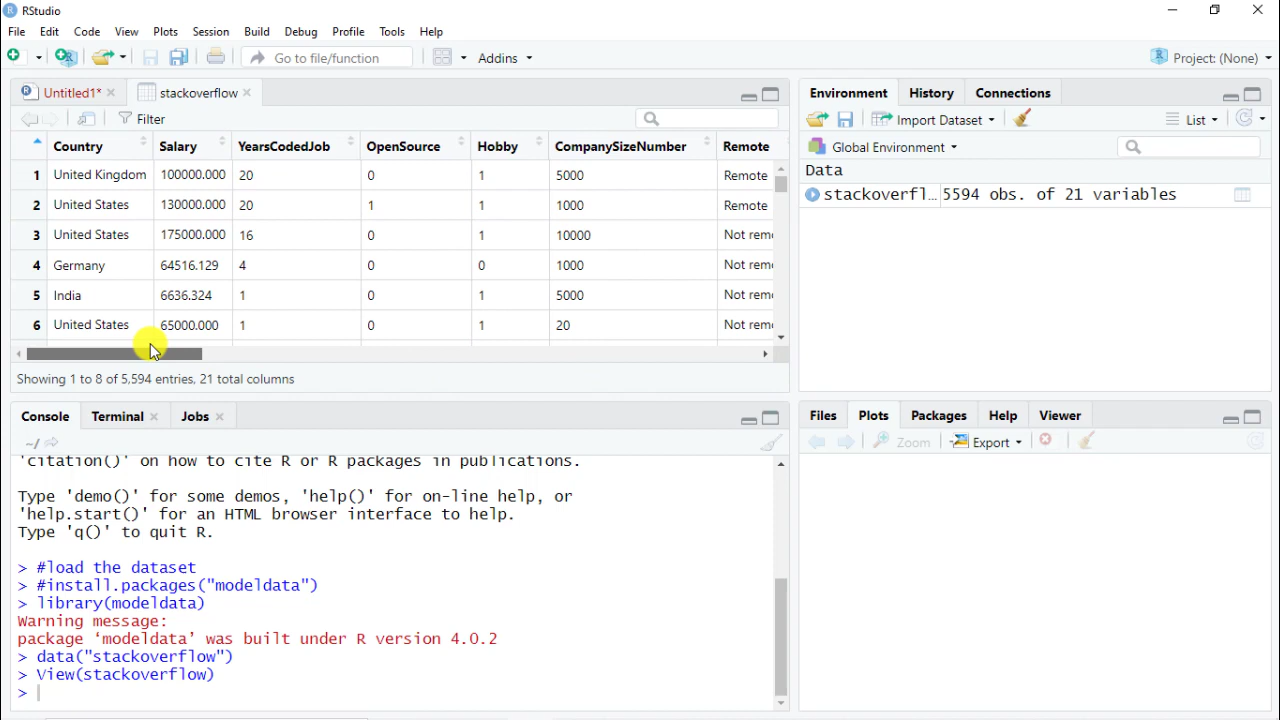 RStudio
File Edit Code View Plots Session Build Debug Profile Tools Help
Go to file/function Addins Project: (None)
Untitled1* stackoverflow
Filter
Country Salary YearsCodedJob OpenSource Hobby CompanySizeNumber Remote
1 United Kingdom 100000.000 20 0 1 5000 Remote
2 United States 130000.000 20 1 1 1000 Remote
3 United States 175000.000 16 0 1 10000 Not remo
4 Germany 64516.129 4 0 0 1000 Not remo
5 India 6636.324 1 0 1 5000 Not remo
6 United States 65000.000 1 0 1 20 Not remo
Showing 1 to 8 of 5,594 entries, 21 total columns
Console Terminal Jobs
~/
'citation()' on how to cite R or R packages in publications.
Type 'demo()' for some demos, 'help()' for on-line help, or
'help.start()' for an HTML browser interface to help.
Type 'q()' to quit R.
> #load the dataset
> #install.packages("modeldata")
> library(modeldata)
Warning message:
package ‘modeldata’ was built under R version 4.0.2
> data("stackoverflow")
> View(stackoverflow)
>
Environment History Connections
Import Dataset List
Global Environment
Data
stackoverfl… 5594 obs. of 21 variables
Files Plots Packages Help Viewer
Zoom Export